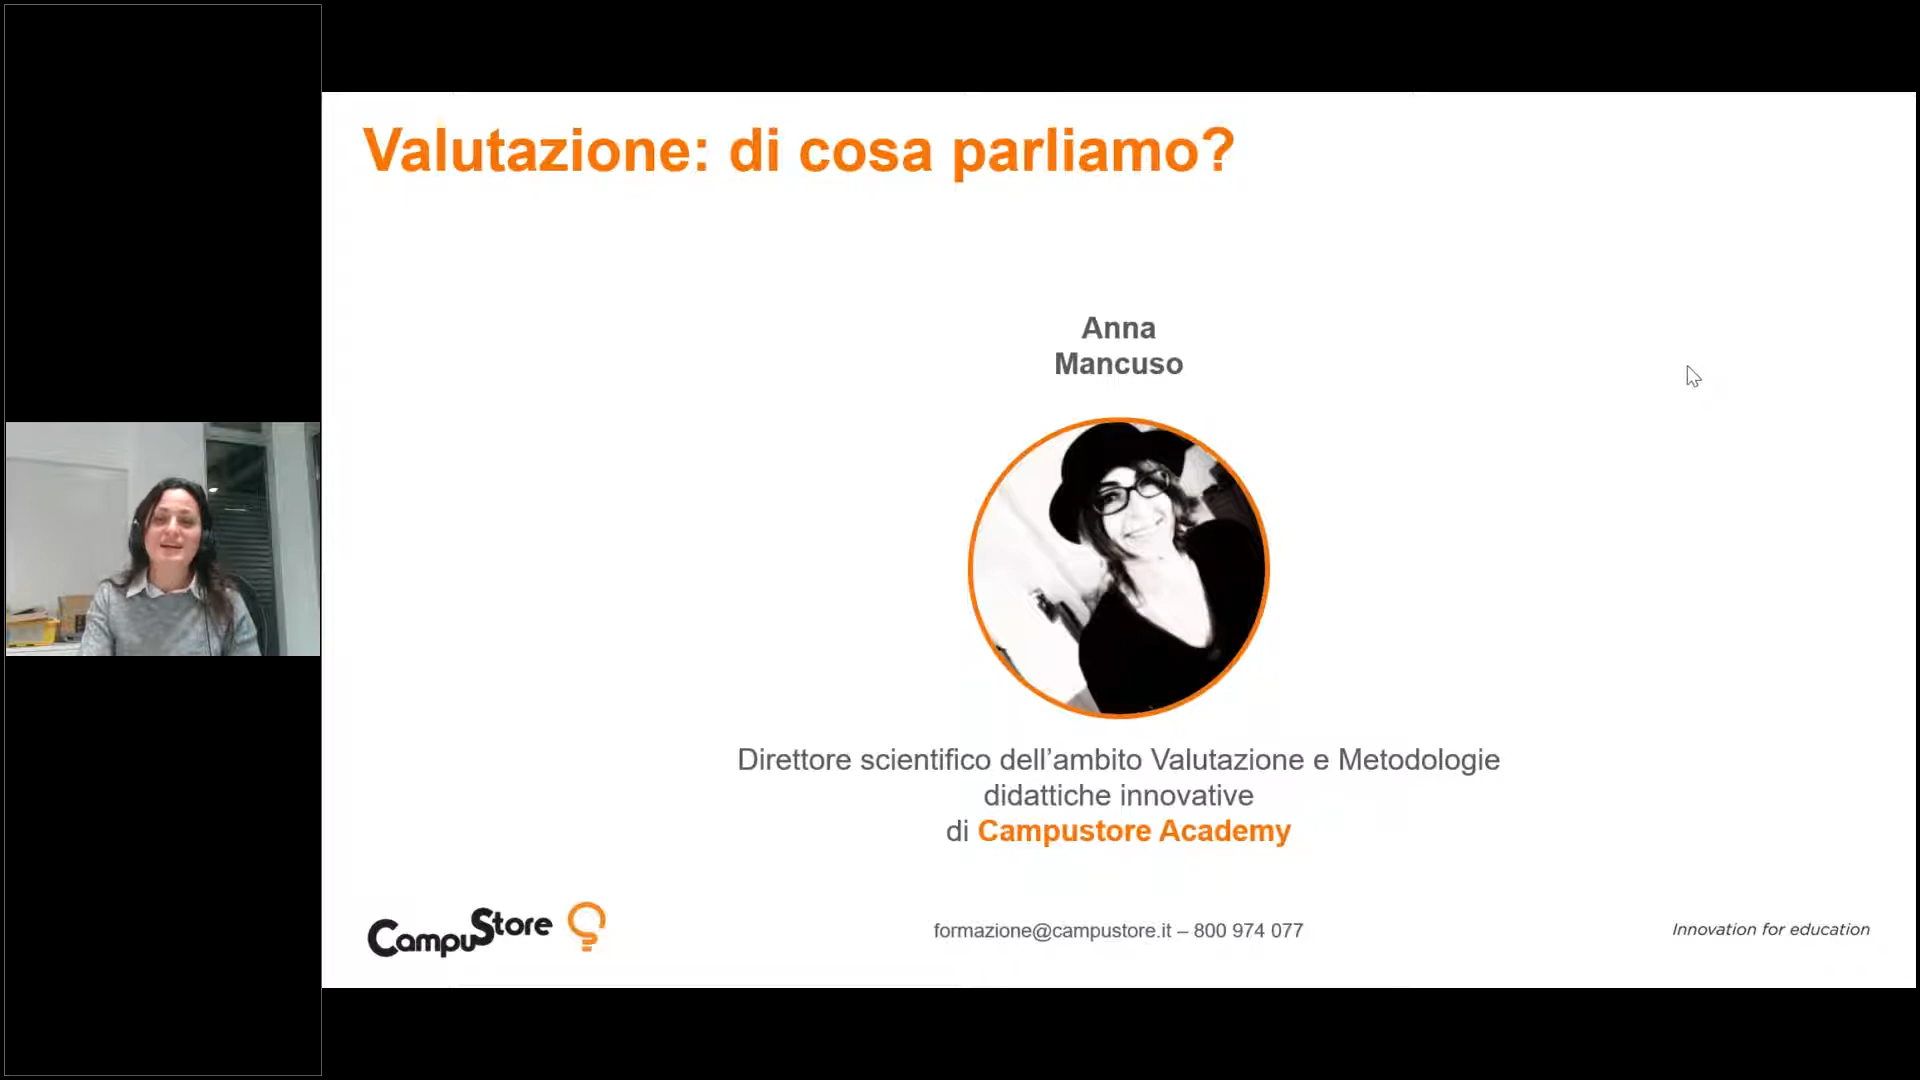 Valutazione: di cosa parliamo?
Anna
Mancuso
Direttore scientifico dell’ambito Valutazione e Metodologie
didattiche innovative
di Campustore Academy
CampuStore
formazione@campustore.it – 800 974 077
Innovation for education